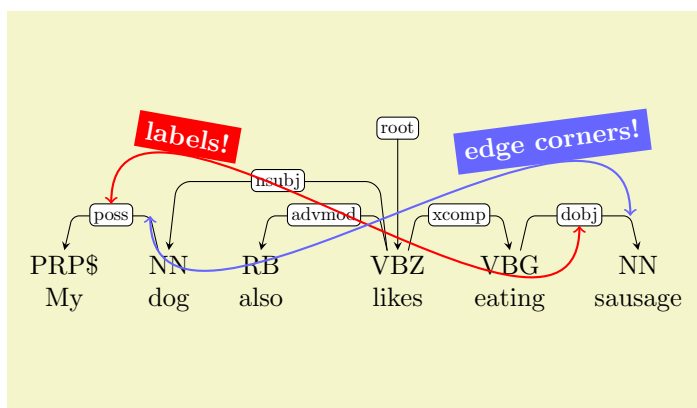 root
labels!
edge corners!
nsubj
poss advmod xcomp dobj
PRP$ NN RB VBZ VBG NN
My dog also likes eating sausage